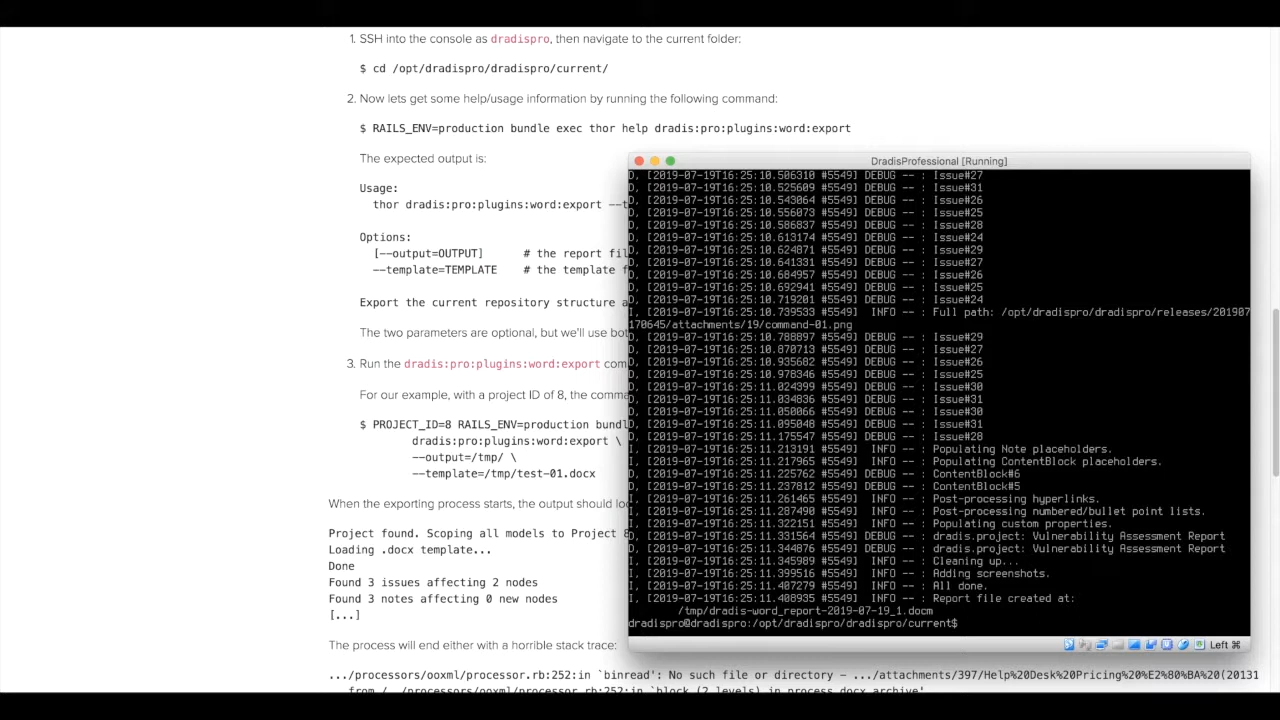 1. SSH into the console as dradispro, then navigate to the current folder:
$ cd /opt/dradispro/dradispro/current/
2. Now lets get some help/usage information by running the following command:
$ RAILS_ENV=production bundle exec thor help dradis:pro:plugins:word:export
The expected output is:
Usage:
thor dradis:pro:plugins:word:export --t
Options:
[--output=OUTPUT] # the report fil
--template=TEMPLATE # the template f
Export the current repository structure a
The two parameters are optional, but we'll use bot
3. Run the dradis:pro:plugins:word:export com
For our example, with a project ID of 8, the comma
$ PROJECT_ID=8 RAILS_ENV=production bundl
dradis:pro:plugins:word:export \
--output=/tmp/ \
--template=/tmp/test-01.docx
When the exporting process starts, the output should loo
Project found. Scoping all models to Project 8
Loading .docx template...
Done
Found 3 issues affecting 2 nodes
Found 3 notes affecting 0 new nodes
[...]
The process will end either with a horrible stack trace:
.../processors/ooxml/processor.rb:252:in `binread': No such file or directory - .../attachments/397/Help%20Desk%20Pricing%20%E2%80%BA%20(20131
from /../processors/ooxml/processor.rb:252:in `block (2 levels) in process_docx_archive'
DradisProfessional [Running]
D, [2019-07-19T16:25:10.506310 #5549] DEBUG -- : Issue#27
D, [2019-07-19T16:25:10.525609 #5549] DEBUG -- : Issue#31
D, [2019-07-19T16:25:10.543064 #5549] DEBUG -- : Issue#26
D, [2019-07-19T16:25:10.556073 #5549] DEBUG -- : Issue#25
D, [2019-07-19T16:25:10.586837 #5549] DEBUG -- : Issue#28
D, [2019-07-19T16:25:10.613174 #5549] DEBUG -- : Issue#24
D, [2019-07-19T16:25:10.624871 #5549] DEBUG -- : Issue#29
D, [2019-07-19T16:25:10.641331 #5549] DEBUG -- : Issue#27
D, [2019-07-19T16:25:10.684957 #5549] DEBUG -- : Issue#26
D, [2019-07-19T16:25:10.692941 #5549] DEBUG -- : Issue#25
D, [2019-07-19T16:25:10.719201 #5549] DEBUG -- : Issue#24
I, [2019-07-19T16:25:10.739533 #5549] INFO -- : Full path: /opt/dradispro/dradispro/releases/201907
170645/attachments/19/command-01.png
D, [2019-07-19T16:25:10.788897 #5549] DEBUG -- : Issue#29
D, [2019-07-19T16:25:10.870713 #5549] DEBUG -- : Issue#27
D, [2019-07-19T16:25:10.935682 #5549] DEBUG -- : Issue#26
D, [2019-07-19T16:25:10.978346 #5549] DEBUG -- : Issue#25
D, [2019-07-19T16:25:11.024399 #5549] DEBUG -- : Issue#30
D, [2019-07-19T16:25:11.034836 #5549] DEBUG -- : Issue#31
D, [2019-07-19T16:25:11.050066 #5549] DEBUG -- : Issue#30
D, [2019-07-19T16:25:11.095048 #5549] DEBUG -- : Issue#31
D, [2019-07-19T16:25:11.175547 #5549] DEBUG -- : Issue#28
I, [2019-07-19T16:25:11.213191 #5549] INFO -- : Populating Note placeholders.
I, [2019-07-19T16:25:11.217965 #5549] INFO -- : Populating ContentBlock placeholders.
D, [2019-07-19T16:25:11.225762 #5549] DEBUG -- : ContentBlock#6
D, [2019-07-19T16:25:11.237812 #5549] DEBUG -- : ContentBlock#5
I, [2019-07-19T16:25:11.261465 #5549] INFO -- : Post-processing hyperlinks.
I, [2019-07-19T16:25:11.287490 #5549] INFO -- : Post-processing numbered/bullet point lists.
I, [2019-07-19T16:25:11.322151 #5549] INFO -- : Populating custom properties.
D, [2019-07-19T16:25:11.331564 #5549] DEBUG -- : dradis.project: Vulnerability Assessment Report
D, [2019-07-19T16:25:11.344876 #5549] DEBUG -- : dradis.project: Vulnerability Assessment Report
I, [2019-07-19T16:25:11.345989 #5549] INFO -- : Cleaning up...
I, [2019-07-19T16:25:11.399516 #5549] INFO -- : Adding screenshots.
I, [2019-07-19T16:25:11.407279 #5549] INFO -- : All done.
I, [2019-07-19T16:25:11.408935 #5549] INFO -- : Report file created at:
/tmp/dradis-word_report-2019-07-19_1.docm
dradispro@dradispro:/opt/dradispro/dradispro/current$
Left ⌘